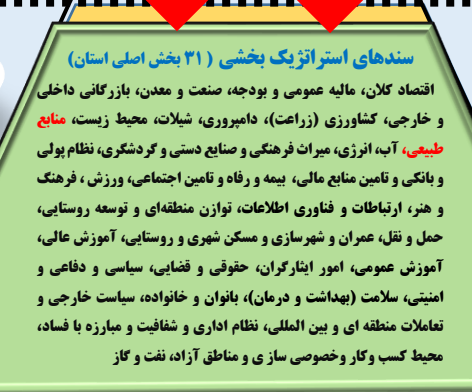 سندهای استراتژیک بخشی (۳۱ بخش اصلی استان)
اقتصاد کلان، مالیه عمومی و بودجه، صنعت و معدن، بازرگانی داخلی
و خارجی، کشاورزی (زراعت)، دامپروری، شیلات، محیط زیست، منابع
طبیعی، آب، انرژی، میراث فرهنگی و صنایع دستی و گردشگری، نظام پولی
و بانکی و تامین منابع مالی، بیمه و رفاه و تامین اجتماعی، ورزش ، فرهنگ
و هنر، ارتباطات و فناوری اطلاعات، توازن منطقه‌ای و توسعه روستایی،
حمل و نقل، عمران و شهرسازی و مسکن شهری و روستایی، آموزش عالی،
آموزش عمومی، امور ایثارگران، حقوقی و قضایی، سیاسی و دفاعی و
امنیتی، سلامت (بهداشت و درمان)، بانوان و خانواده، سیاست خارجی و
تعاملات منطقه ای و بین المللی، نظام اداری و شفافیت و مبارزه با فساد،
محیط کسب وکار وخصوصی سازی و مناطق آزاد، نفت و گاز